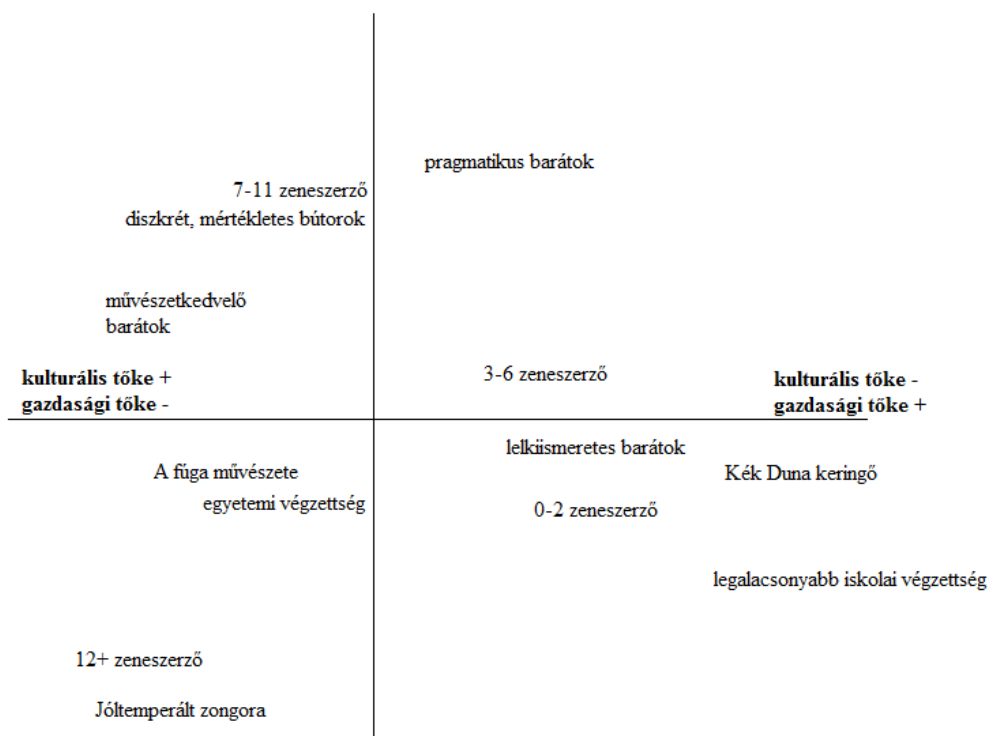 pragmatikus barátok
7-11 zeneszerző
diszkrét, mértékletes bútorok
művészetkedvelő
barátok
kulturális tőke +
gazdasági tőke -
3-6 zeneszerző
kulturális tőke -
gazdasági tőke +
lelkiismeretes barátok
A fúga művészete
Kék Duna keringő
egyetemi végzettség
0-2 zeneszerző
legalacsonyabb iskolai végzettség
12+ zeneszerző
Jóltemperált zongora